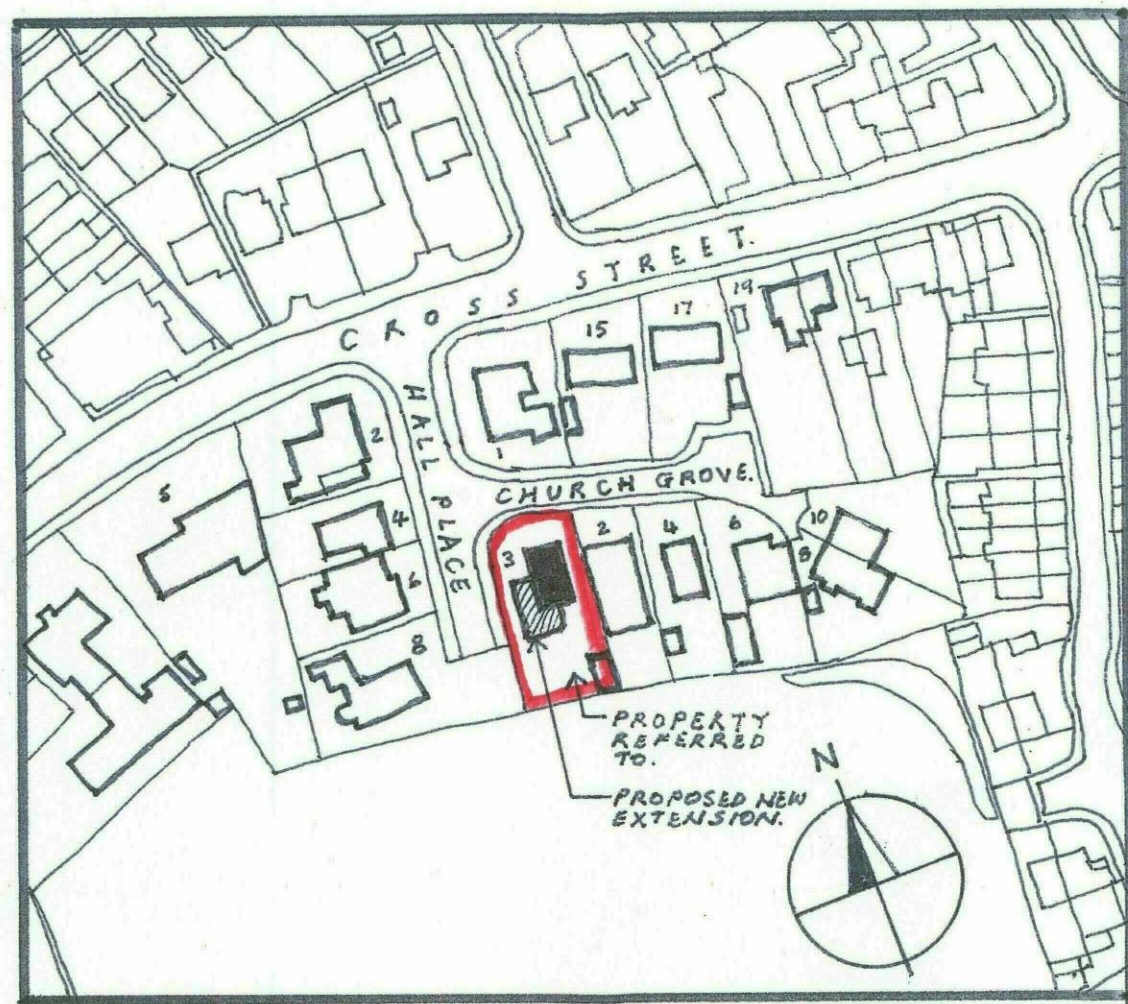 CROSS STREET.
19
17
15
HALL PLACE
2
1
CHURCH GROVE.
5
4
2
4
6
10
3
8
6
8
PROPERTY
REFERRED
TO.
N
PROPOSED NEW
EXTENSION.